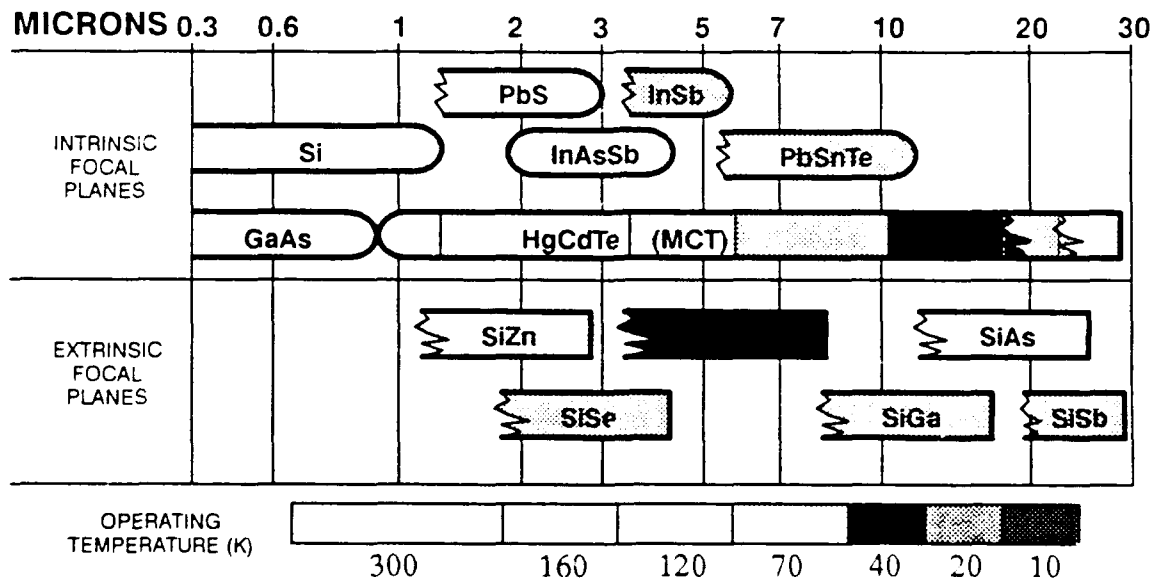 MICRONS 0.3 0.6 1 2 3 5 7 10 20 30
PbS InSb
INTRINSIC
FOCAL
PLANES
Si InAsSb PbSnTe
GaAs HgCdTe (MCT)
EXTRINSIC
FOCAL
PLANES
SiZn SiAs
SiSe SiGa SiSb
OPERATING
TEMPERATURE (K)
300 160 120 70 40 20 10